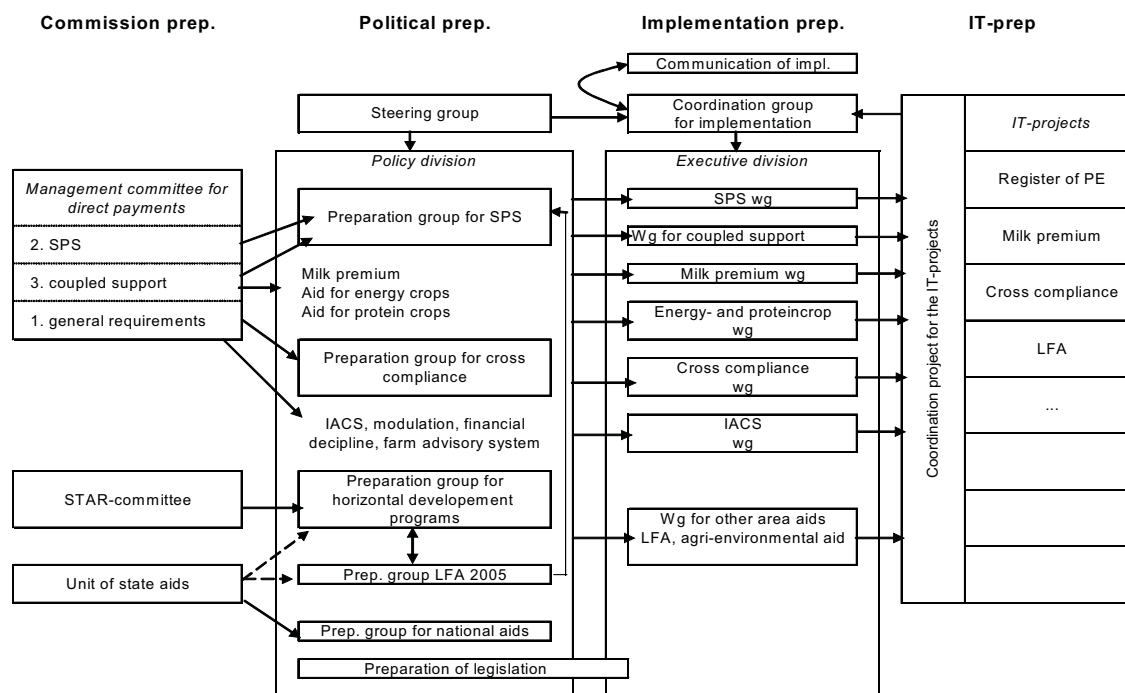 Commission prep.
Political prep.
Implementation prep.
IT-prep
Communication of impl.
Steering group
Coordination group
for implementation
Policy division
Executive division
Management committee for
direct payments
2. SPS
3. coupled support
1. general requirements
STAR-committee
Unit of state aids
Preparation group for SPS
Milk premium
Aid for energy crops
Aid for protein crops
Preparation group for cross
compliance
IACS, modulation, financial
decipline, farm advisory system
Preparation group for
horizontal developement
programs
Prep. group LFA 2005
Prep. group for national aids
Preparation of legislation
SPS wg
Wg for coupled support
Milk premium wg
Energy- and proteincrop
wg
Cross compliance
wg
IACS
wg
Wg for other area aids
LFA, agri-environmental aid
Coordination project for the IT-projects
IT-projects
Register of PE
Milk premium
Cross compliance
LFA
...